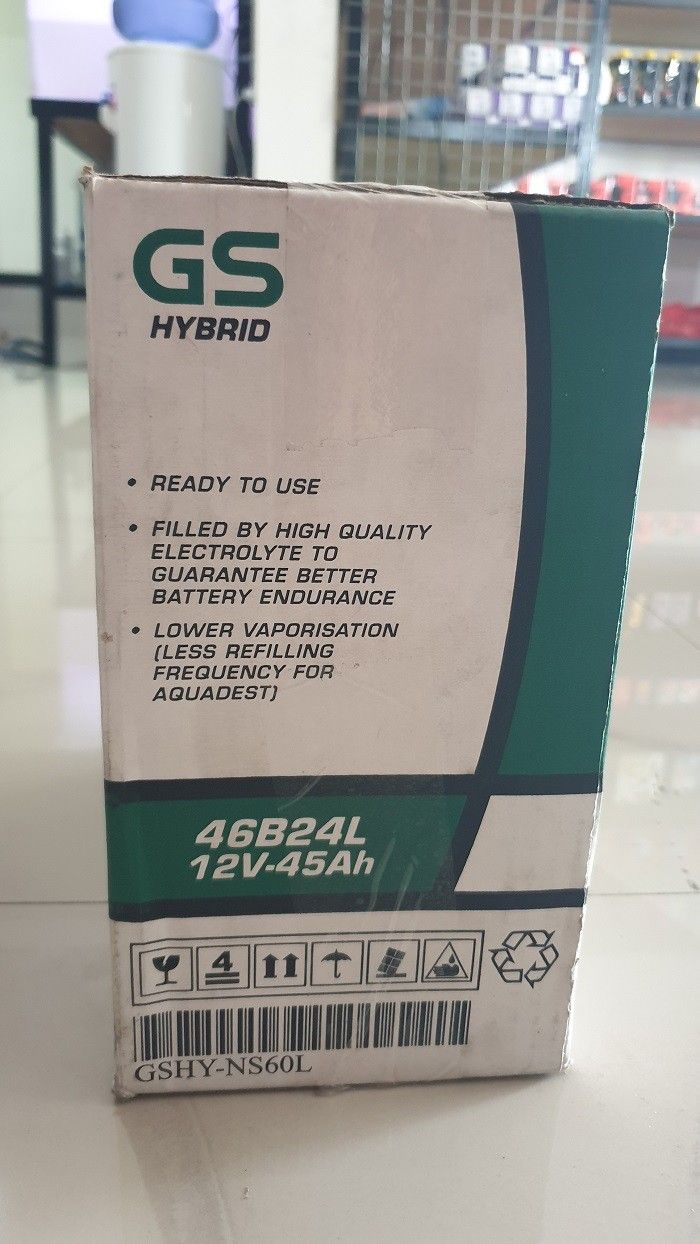 GS
HYBRID
• READY TO USE
• FILLED BY HIGH QUALITY
ELECTROLYTE TO
GUARANTEE BETTER
BATTERY ENDURANCE
• LOWER VAPORISATION
(LESS REFILLING
FREQUENCY FOR
AQUADEST)
46B24L
12V-45Ah
4
GSHY-NS60L